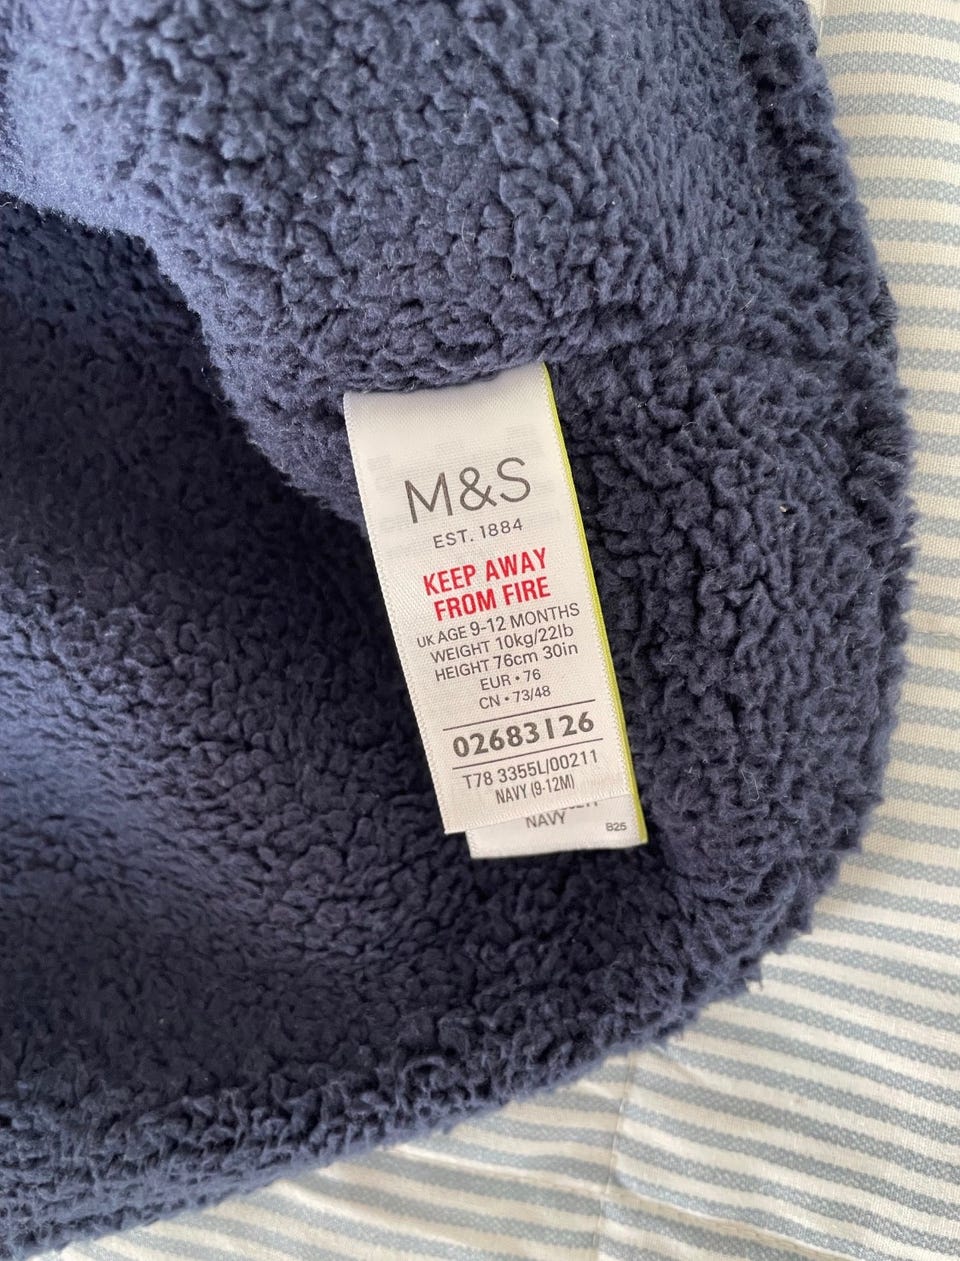 M&S
EST. 1884
KEEP AWAY
FROM FIRE
UK AGE 9-12 MONTHS
WEIGHT 10kg/22lb
HEIGHT 76cm 30in
EUR • 76
CN • 73/48
02683126
T78 3355L/00211
NAVY (9-12M)
NAVY
B25